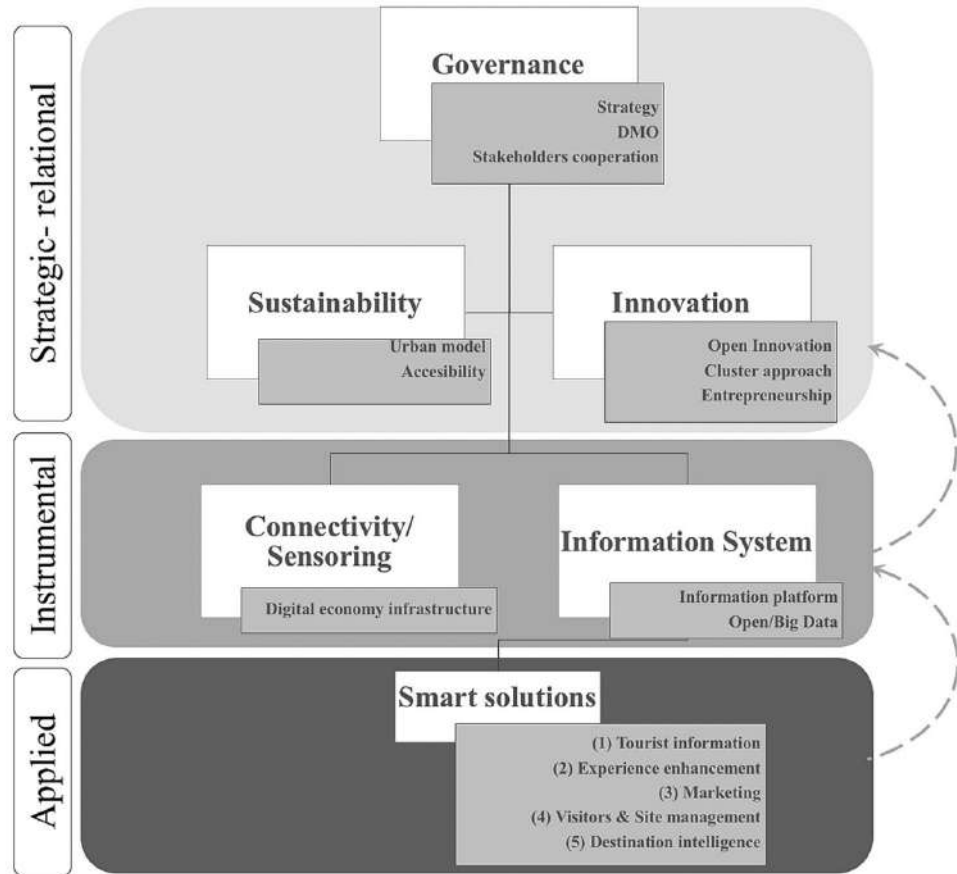 Strategic- relational
Governance
Strategy
DMO
Stakeholders cooperation
Sustainability
Urban model
Accesibility
Innovation
Open Innovation
Cluster approach
Entrepreneurship
Instrumental
Connectivity/
Sensoring
Digital economy infrastructure
Information System
Information platform
Open/Big Data
Applied
Smart solutions
(1) Tourist information
(2) Experience enhancement
(3) Marketing
(4) Visitors & Site management
(5) Destination intelligence